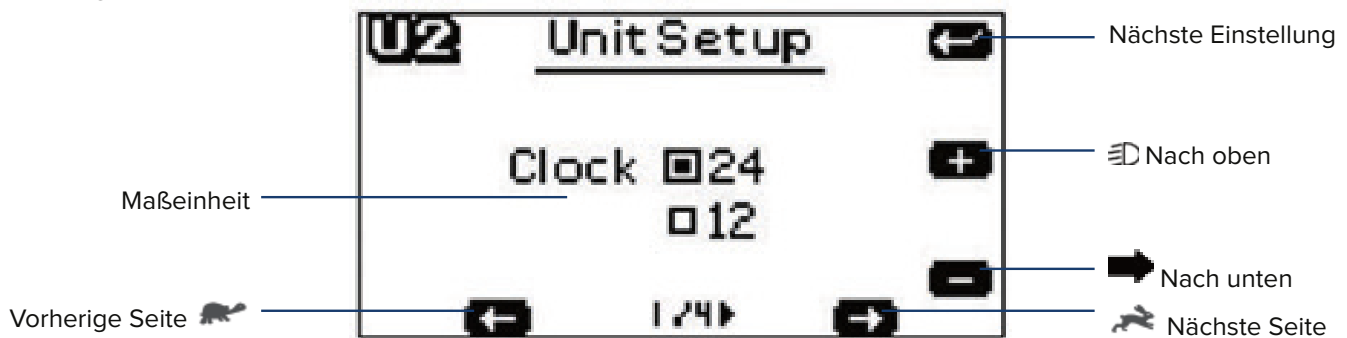 U2 Unit Setup
Nächste Einstellung
Clock 24
12
Nach oben
Maßeinheit
Nach unten
Vorherige Seite
1/4
Nächste Seite